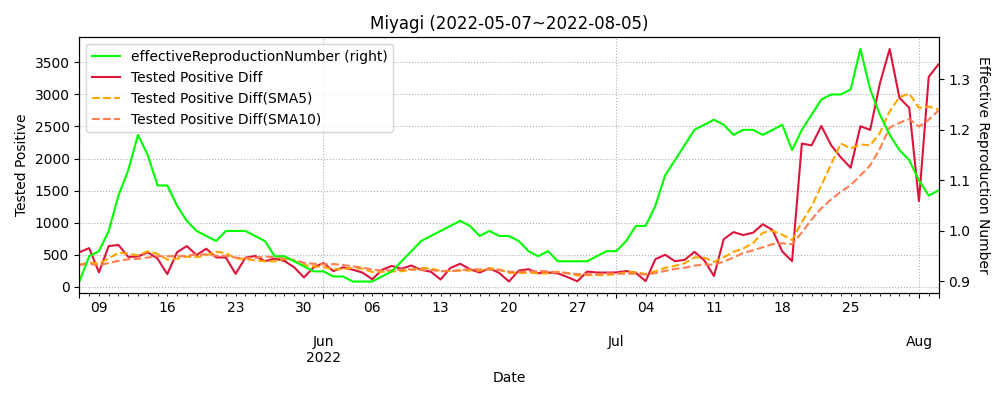 Miyagi (2022-05-07~2022-08-05)
effectiveReproductionNumber (right)
Tested Positive Diff
Tested Positive Diff(SMA5)
Tested Positive Diff(SMA10)
Tested Positive
3500
3000
2500
2000
1500
1000
500
0
1.3
1.2
1.1
1.0
0.9
Effective Reproduction Number
09 16 23 30 06 13 20 27 04 11 18 25
Jun Jul Aug
2022
Date